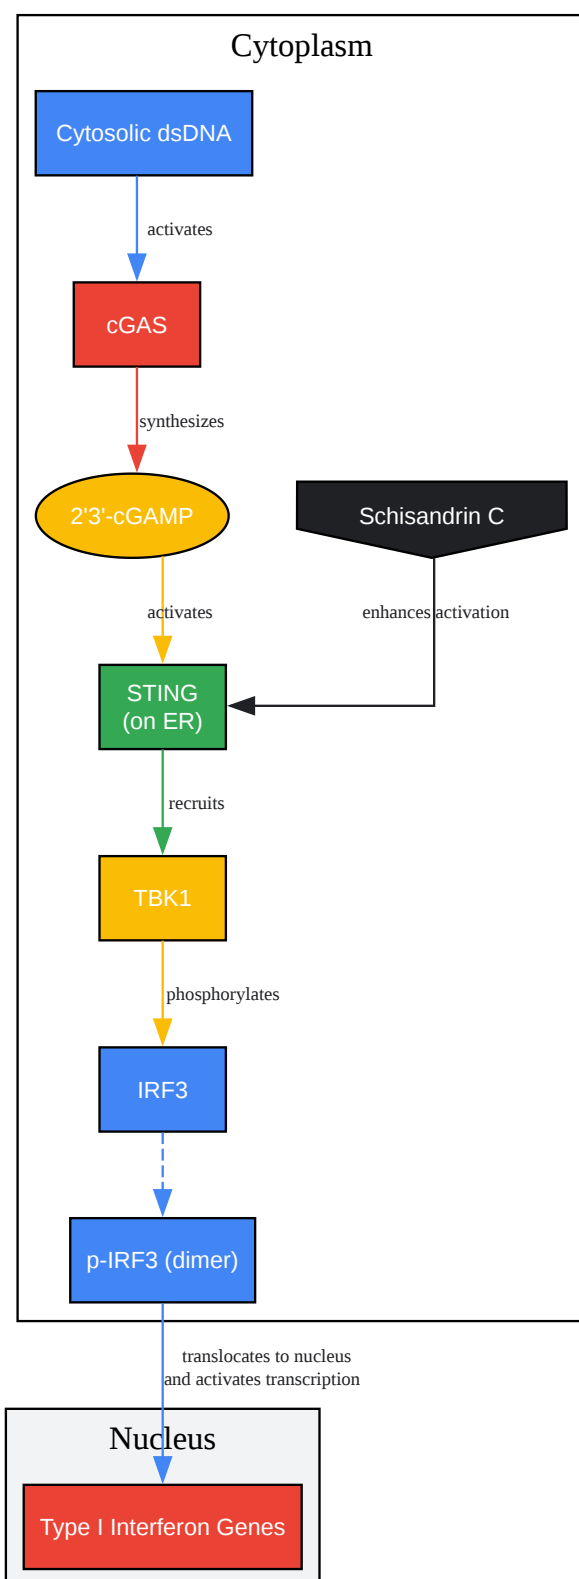 Cytoplasm
Cytosolic dsDNA
activates
cGAS
synthesizes
2'3'-cGAMP
Schisandrin C
activates
enhances activation
STING
(on ER)
recruits
TBK1
phosphorylates
IRF3
p-IRF3 (dimer)
translocates to nucleus
and activates transcription
Nucleus
Type I Interferon Genes